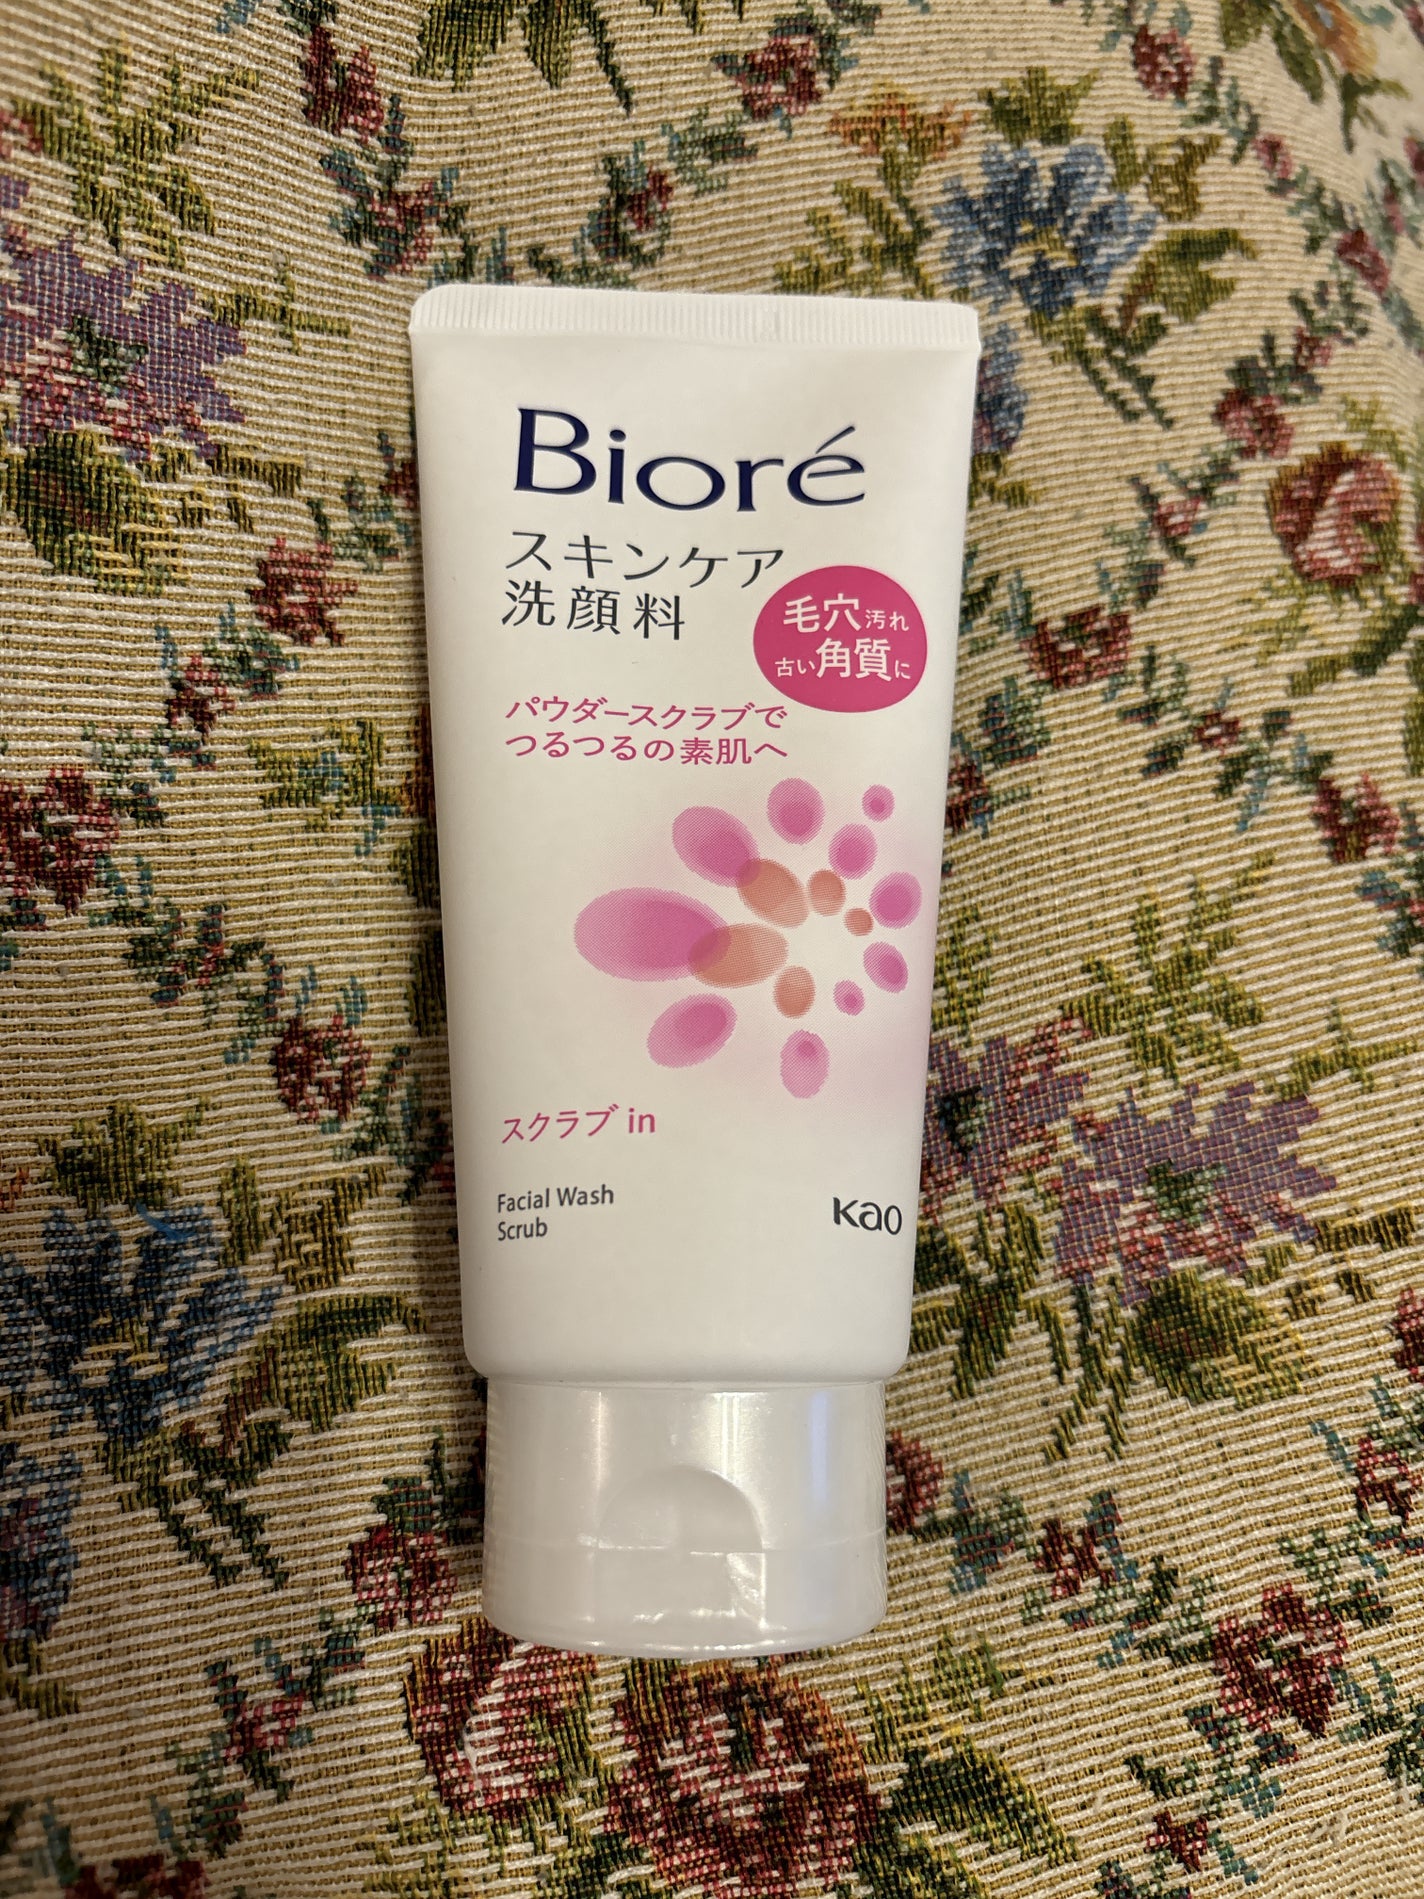 Bioré
スキンケア
洗顔料
毛穴汚れ
古い角質に
パウダースクラブで
つるつるの素肌へ
スクラブ in
Facial Wash
Scrub
Kao